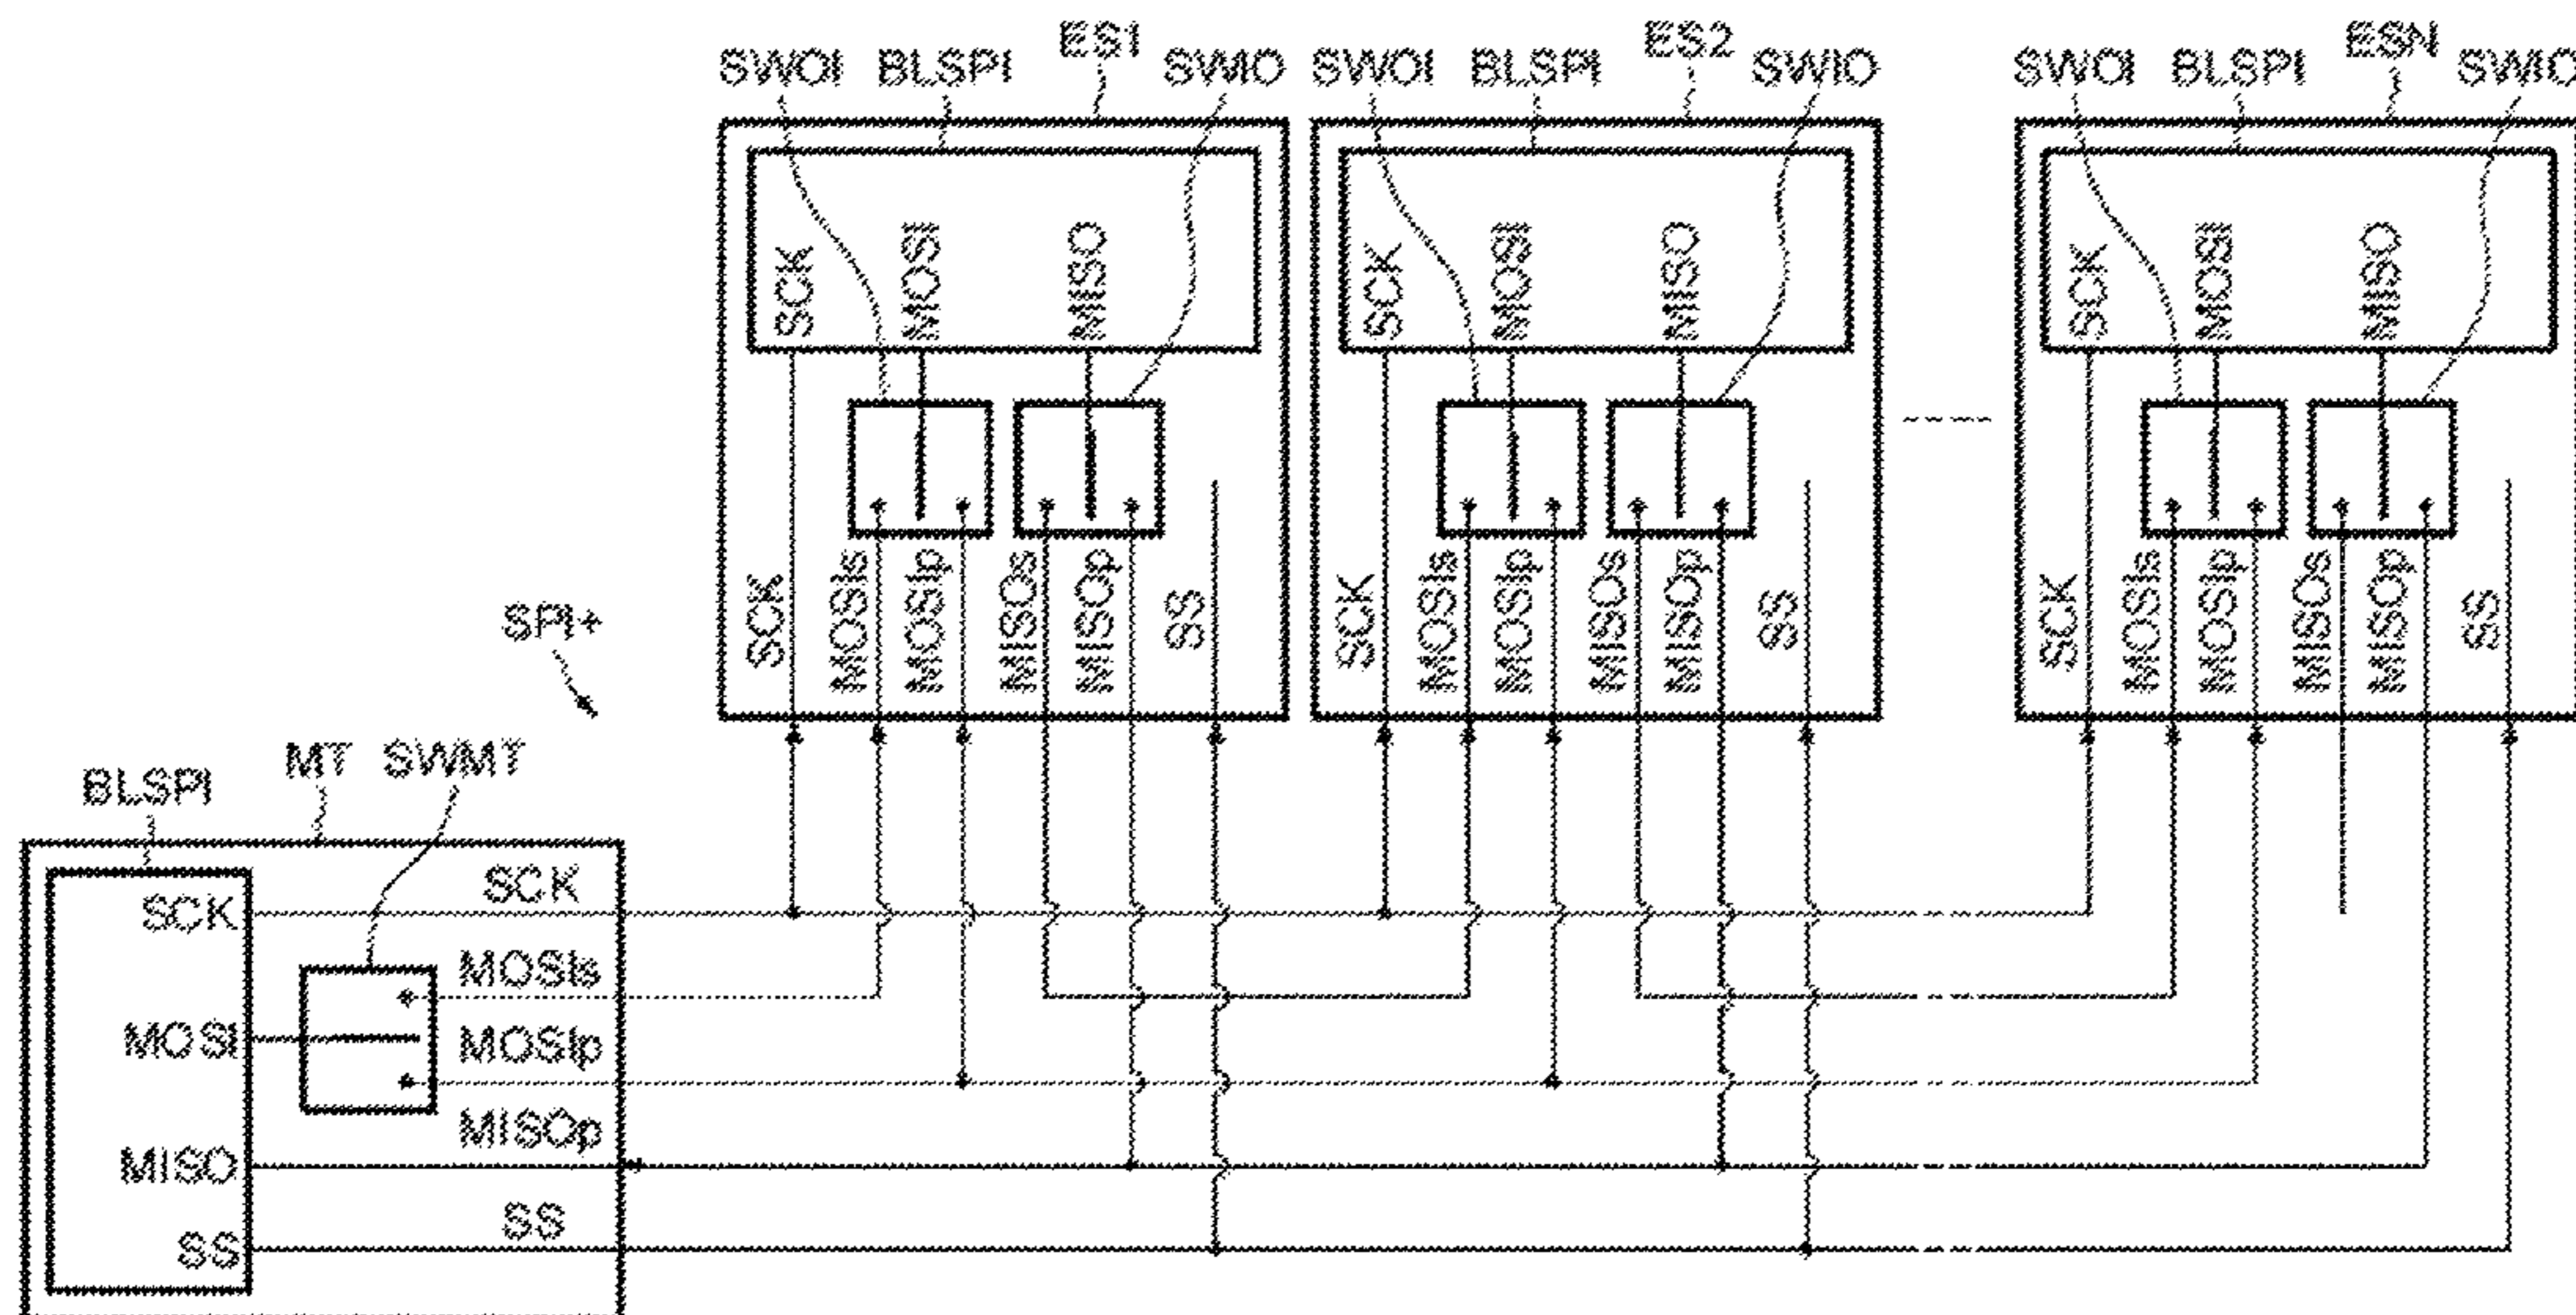 ES1 ES2 ESN
SWOI BLSPI SWIO SWOI BLSPI SWIO SWOI BLSPI SWIO
SCK MOSI MISO SCK MOSI MISO SCK MOSI MISO
SCK MOSIs MOSIp MISOs MISOp SS SCK MOSIs MOSIp MISOs MISOp SS SCK MOSIs MOSIp MISOs MISOp SS
SPI+
BLSPI MT SWMT
SCK SCK
MOSIs
MOSI MOSIp
MISOp
MISO
SS
SS